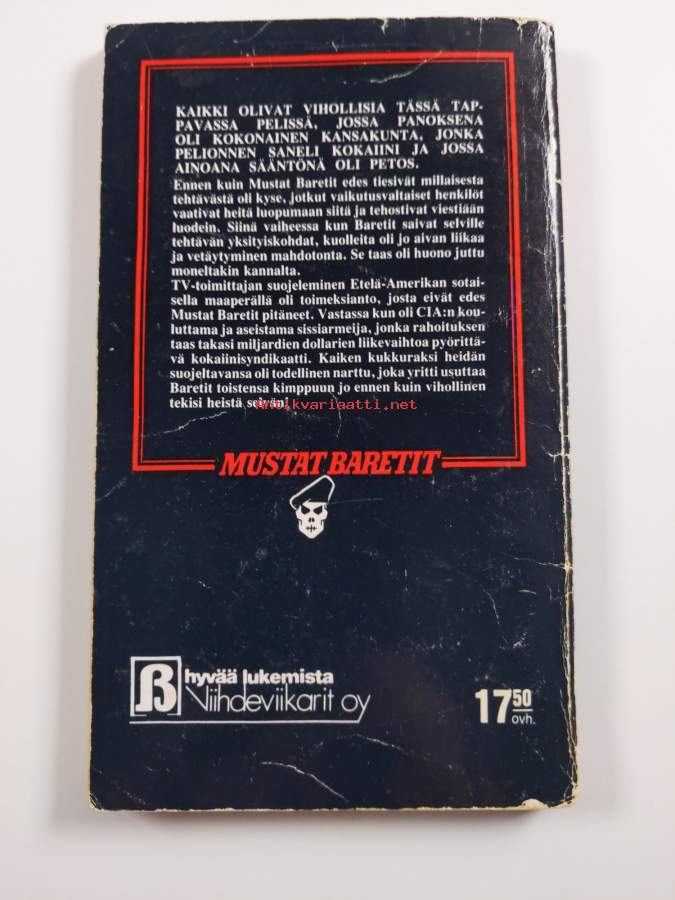 KAIKKI OLIVAT VIHOLLISIA TÄSSÄ TAP-
PAVASSA PELISSÄ, JOSSA PANOKSENA
OLI KOKONAINEN KANSAKUNTA, JONKA
PELIONNEN SANELI KOKAIINI JA JOSSA
AINOANA SÄÄNTÖNÄ OLI PETOS.
Ennen kuin Mustat Baretit edes tiesivät millaisesta
tehtävästä oli kyse, jotkut vaikutusvaltaiset henkilöt
vaativat heitä luopumaan siitä ja tehostivat viestiään
luodein. Siinä vaiheessa kun Baretit saivat selville
tehtävän yksityiskohdat, kuolleita oli jo aivan liikaa
ja vetäytyminen mahdotonta. Se taas oli huono juttu
moneltakin kannalta.
TV-toimittajan suojeleminen Etelä-Amerikan sotai-
sella maaperällä oli toimeksianto, josta eivät edes
Mustat Baretit pitäneet. Vastassa kun oli CIA:n kou-
luttama ja aseistama sissiarmeija, jonka rahoituksen
taas takasi miljardien dollarien liikevaihtoa pyörittä-
vä kokaiinisyndikaatti. Kaiken kukkuraksi heidän
suojeltavansa oli todellinen narttu, joka yritti usuttaa
Baretit toistensa kimppuun jo ennen kuin vihollinen
tekisi heistä selvän!
Antikvariaatti.net
MUSTAT BARETIT
hyvää lukemista
Viihdeviikarit oy
17 50
ovh.